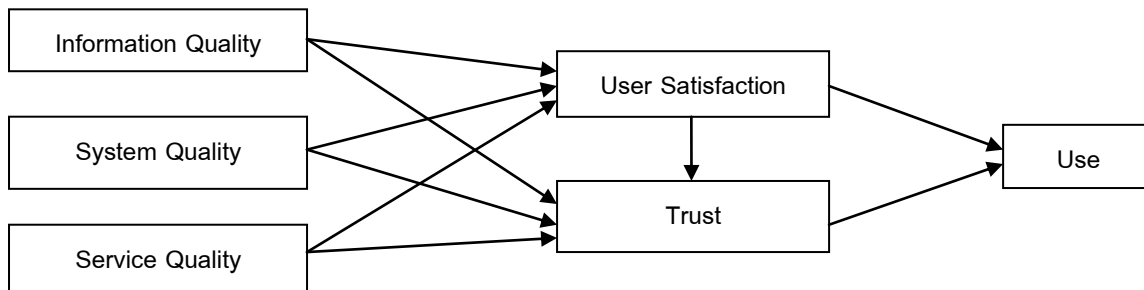 Information Quality
System Quality
Service Quality
User Satisfaction
Trust
Use